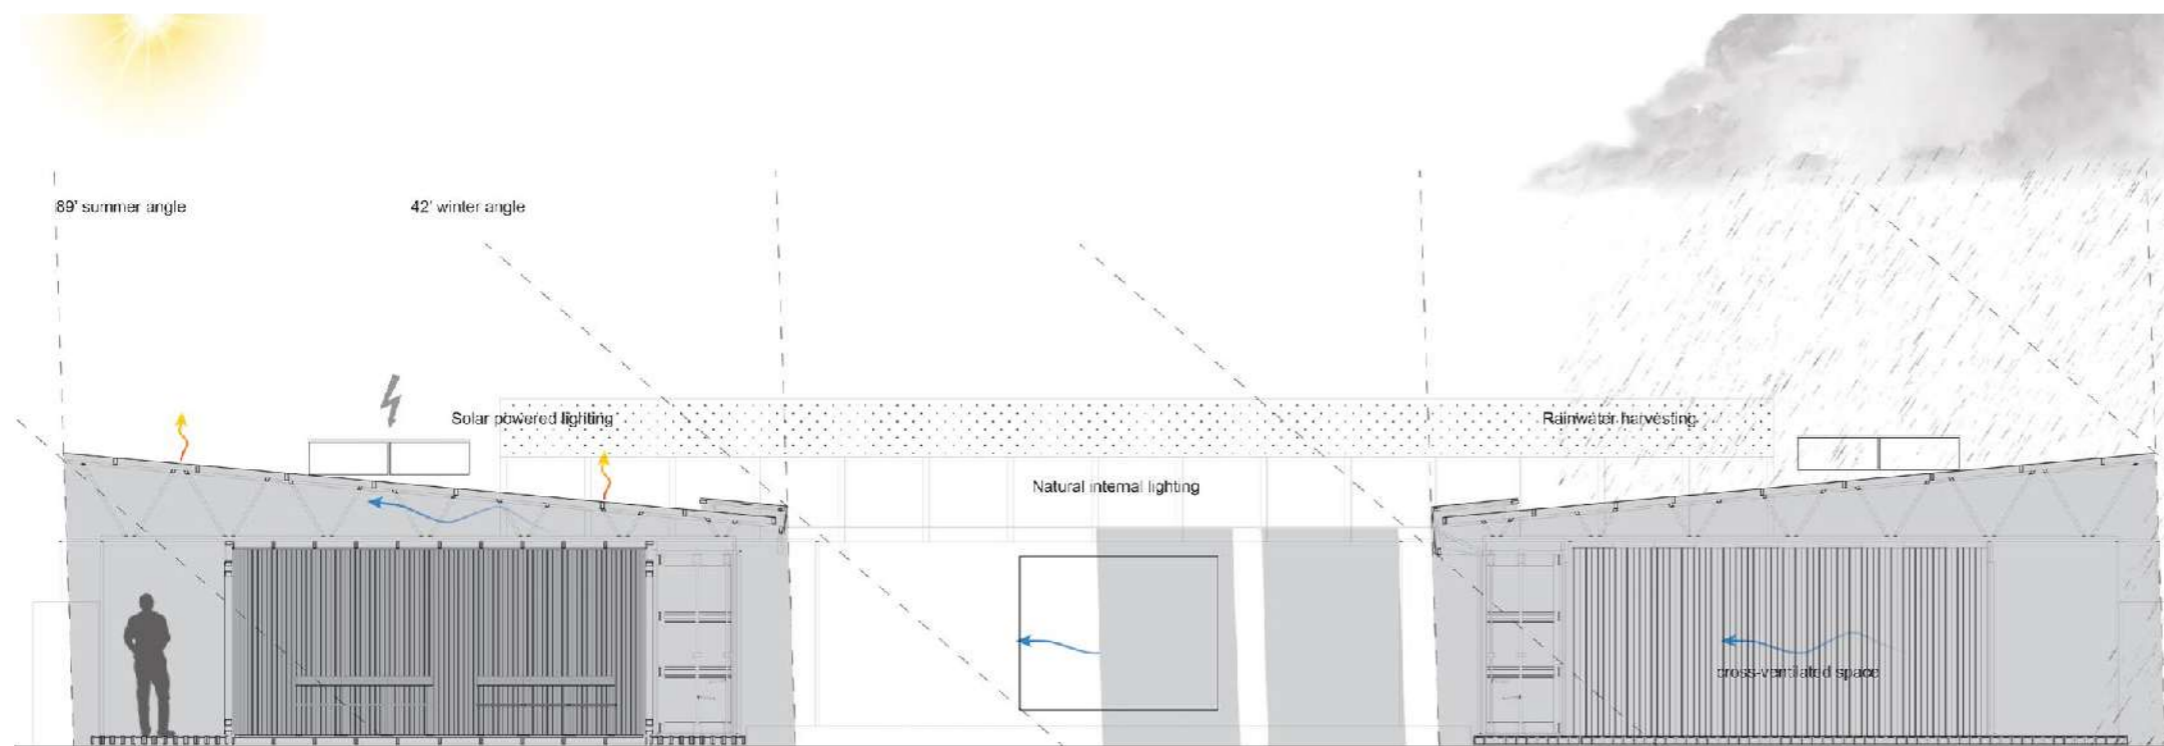 89' summer angle
42' winter angle
Solar powered lighting
Rainwater harvesting
Natural internal lighting
cross-ventilated space